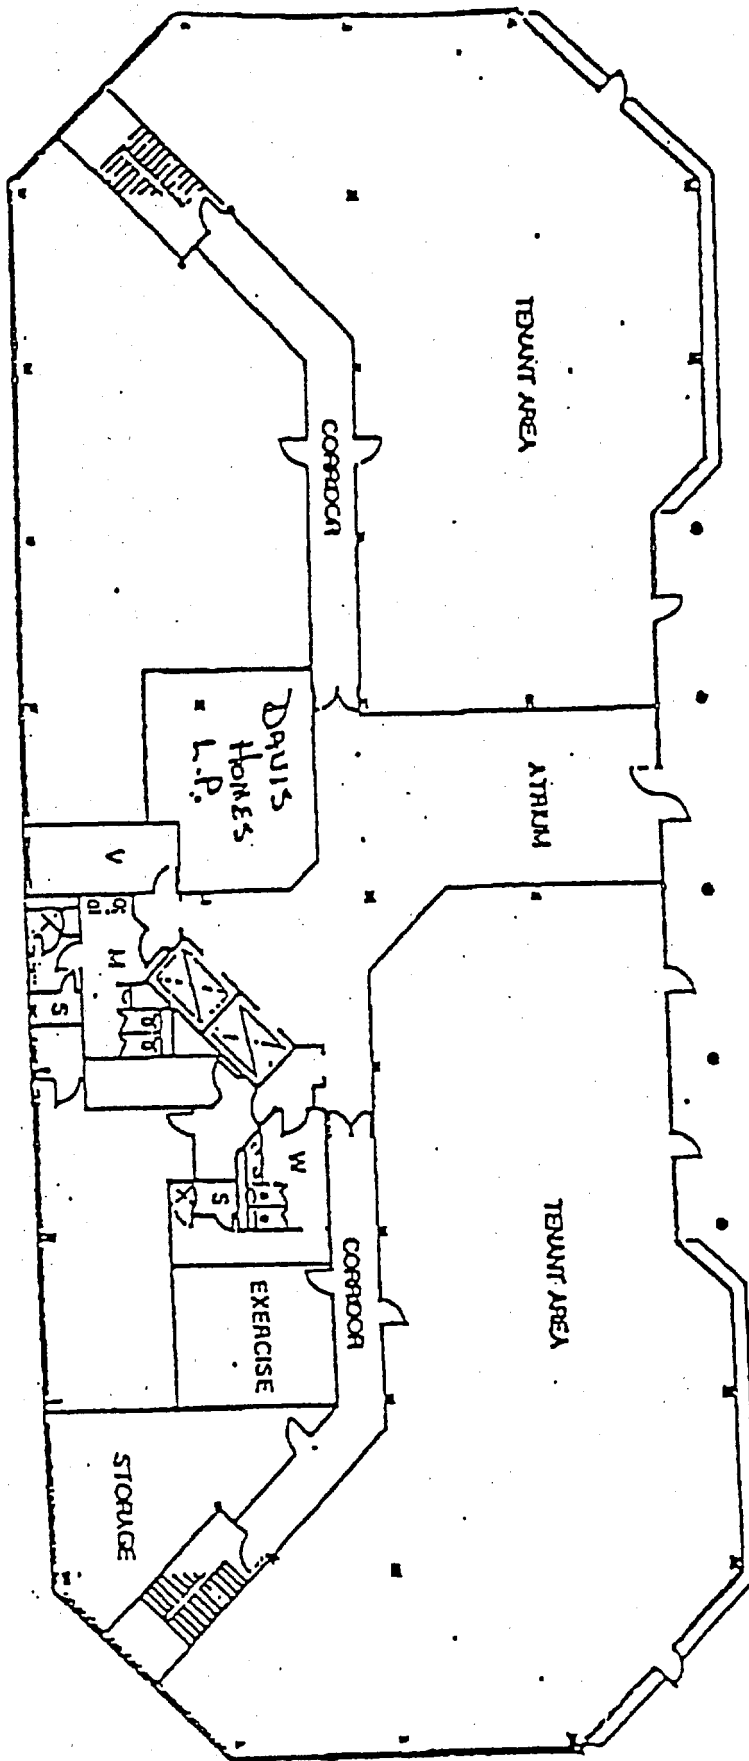 TENANT AREA
CORRIDOR
DAVIS
HOMES
L.P.
ATRIUM
V
M
S
W
S
TENANT AREA
CORRIDOR
EXERCISE
STORAGE